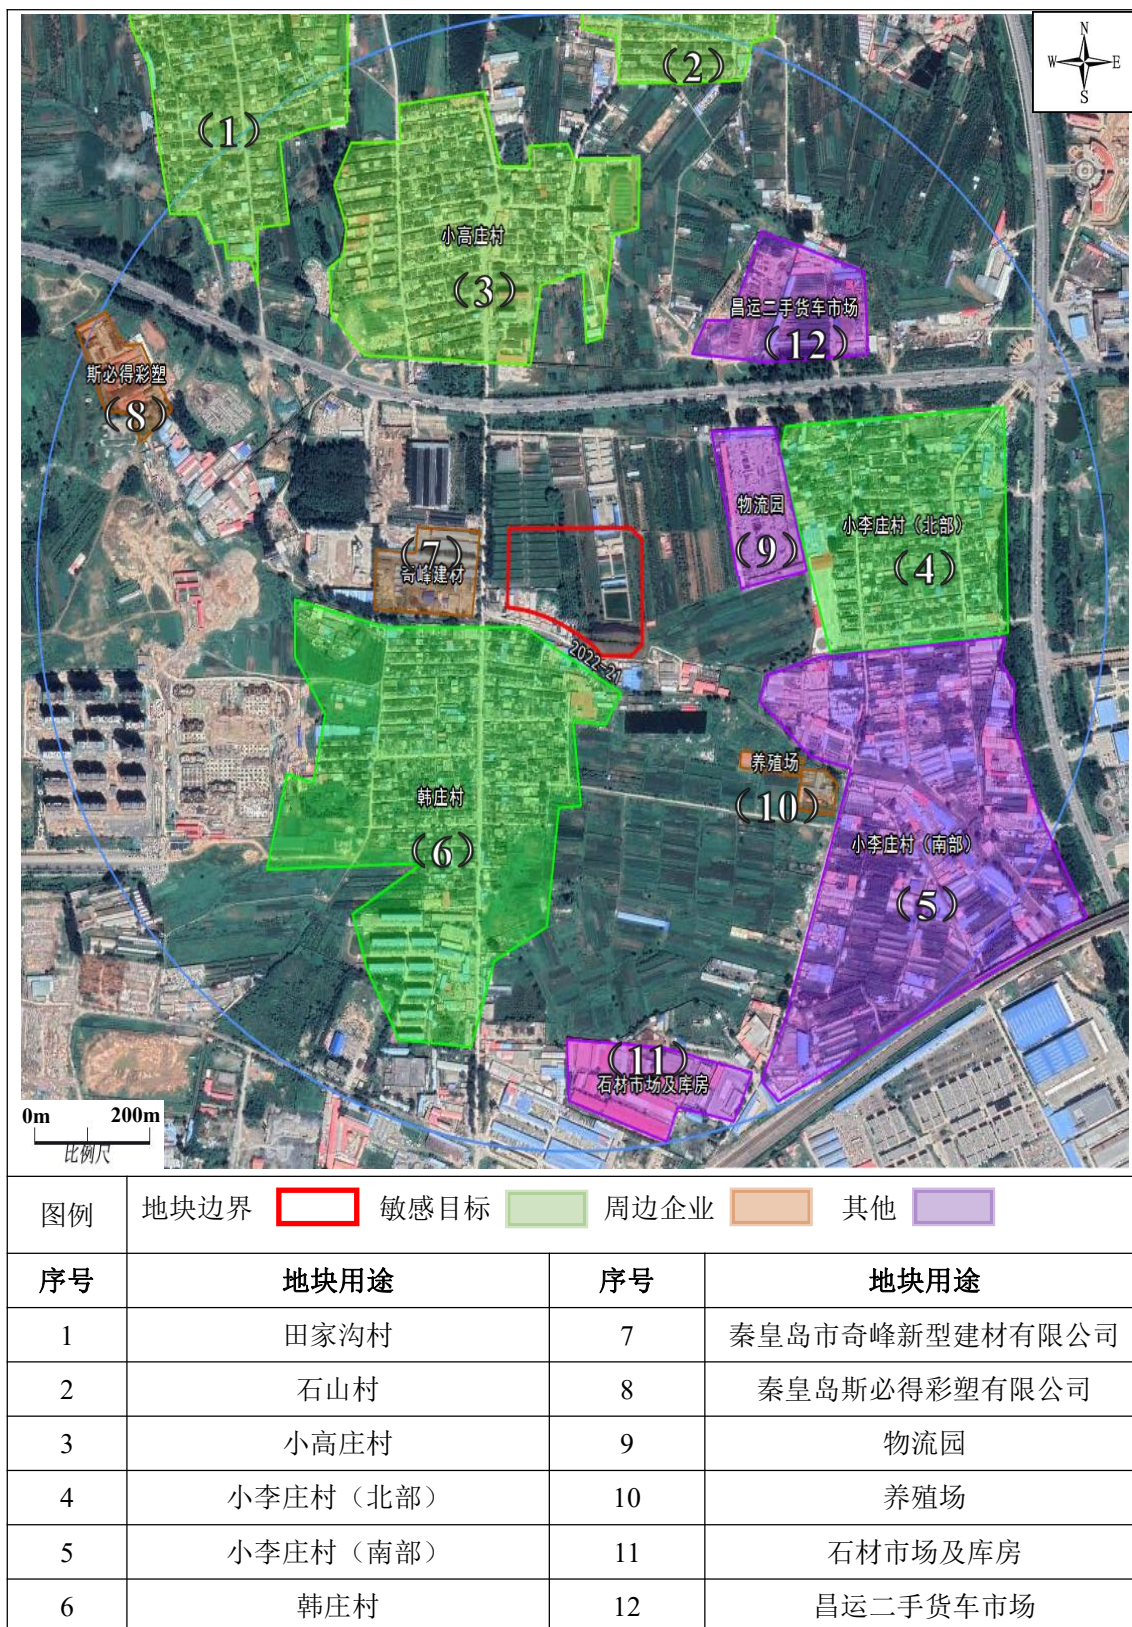 N
W E
S
（1）
（2）
小高庄村
（3）
昌运二手货车市场
（12）
斯必得彩塑
（8）
物流园
（9）
小李庄村（北部）
（4）
（7）
奇峰建材
2022-21
养殖场
（10）
韩庄村
（6）
小李庄村（南部）
（5）
（11）
石材市场及库房
0m 200m
比例尺
图例 地块边界 敏感目标 周边企业 其他
序号 地块用途 序号 地块用途
1 田家沟村 7 秦皇岛市奇峰新型建材有限公司
2 石山村 8 秦皇岛斯必得彩塑有限公司
3 小高庄村 9 物流园
4 小李庄村（北部） 10 养殖场
5 小李庄村（南部） 11 石材市场及库房
6 韩庄村 12 昌运二手货车市场